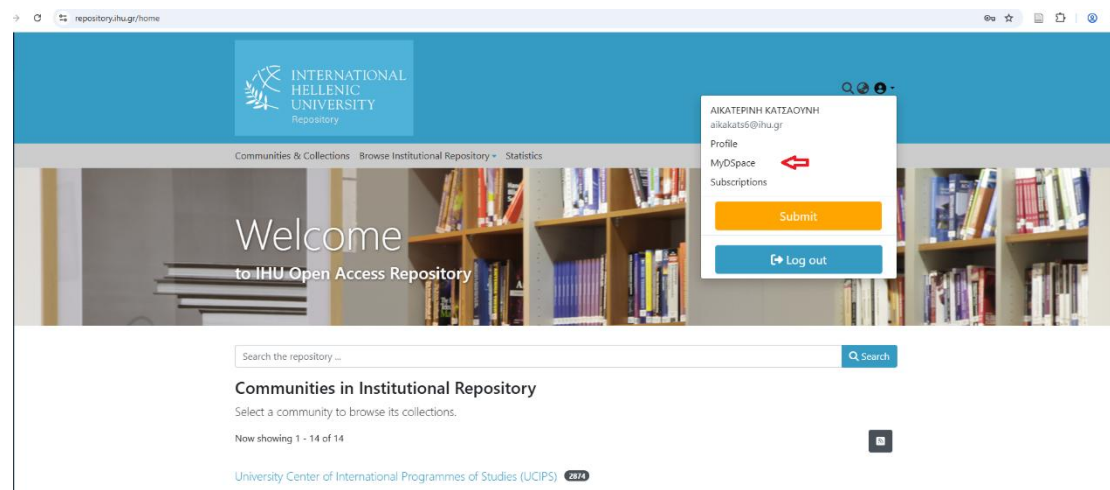 repository.ihu.gr/home
INTERNATIONAL
HELLENIC
UNIVERSITY
Repository
ΑΙΚΑΤΕΡΙΝΗ ΚΑΤΣΑΟΥΝΗ
aikakats6@ihu.gr
Profile
MyDSpace
Subscriptions
Submit
Log out
Communities & Collections Browse Institutional Repository Statistics
Welcome
to IHU Open Access Repository
Search the repository ...
Search
Communities in Institutional Repository
Select a community to browse its collections.
Now showing 1 - 14 of 14
University Center of International Programmes of Studies (UCIPS) 2874